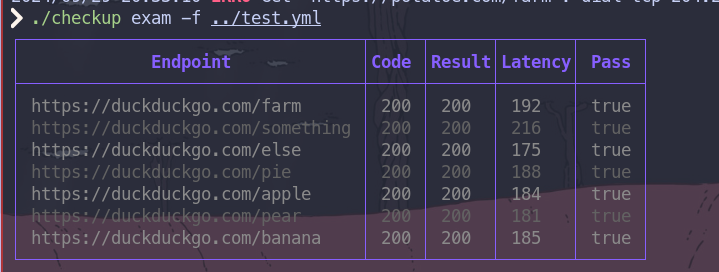 ./checkup exam -f ../test.yml
Endpoint Code Result Latency Pass
https://duckduckgo.com/farm 200 200 192 true
https://duckduckgo.com/something 200 200 216 true
https://duckduckgo.com/else 200 200 175 true
https://duckduckgo.com/pie 200 200 188 true
https://duckduckgo.com/apple 200 200 184 true
https://duckduckgo.com/pear 200 200 181 true
https://duckduckgo.com/banana 200 200 185 true